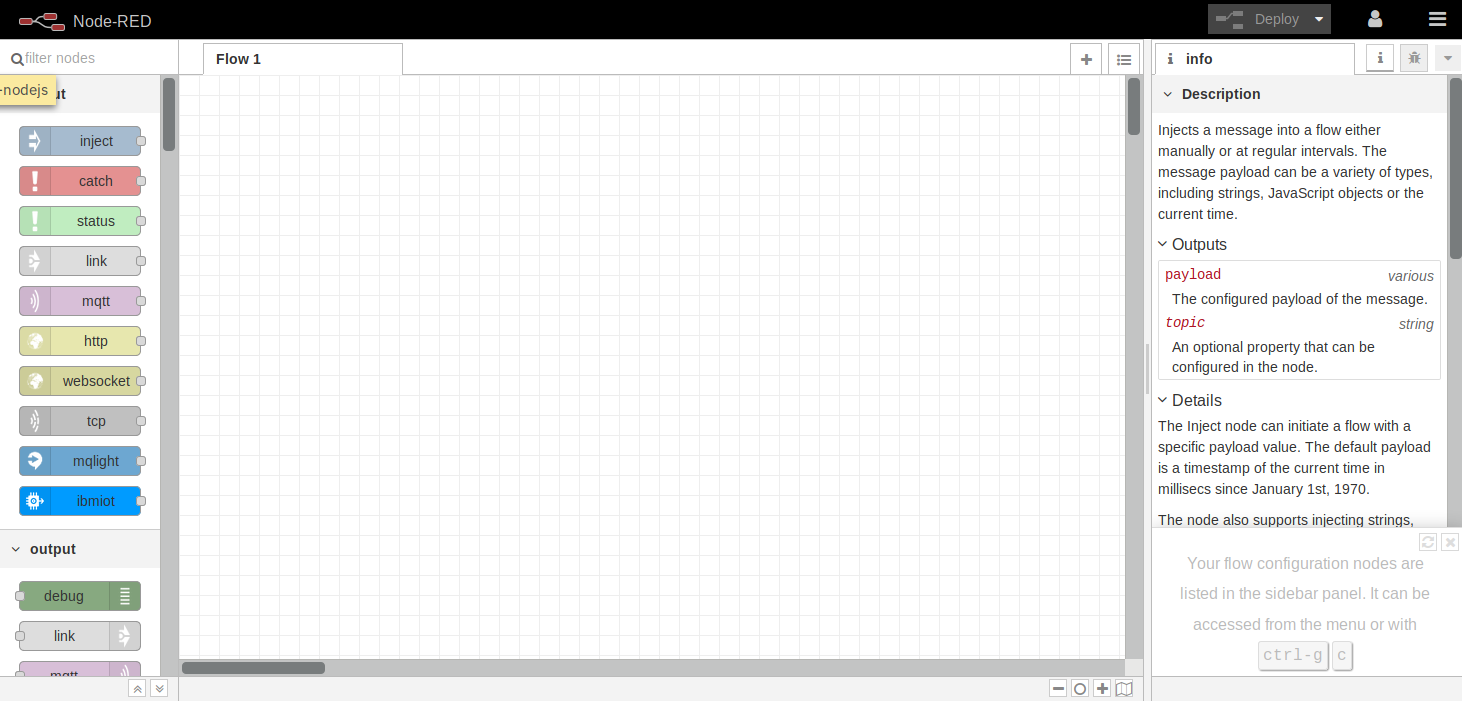 Node-RED
Deploy
filter nodes
-nodejs
inject
catch
status
link
mqtt
http
websocket
tcp
mqlight
ibmiot
output
debug
link
Flow 1
i info
i
Description
Injects a message into a flow either
manually or at regular intervals. The
message payload can be a variety of types,
including strings, JavaScript objects or the
current time.
Outputs
payload various
The configured payload of the message.
topic string
An optional property that can be
configured in the node.
Details
The Inject node can initiate a flow with a
specific payload value. The default payload
is a timestamp of the current time in
millisecs since January 1st, 1970.
The node also supports injecting strings,
Your flow configuration nodes are
listed in the sidebar panel. It can be
accessed from the menu or with
ctrl-g c